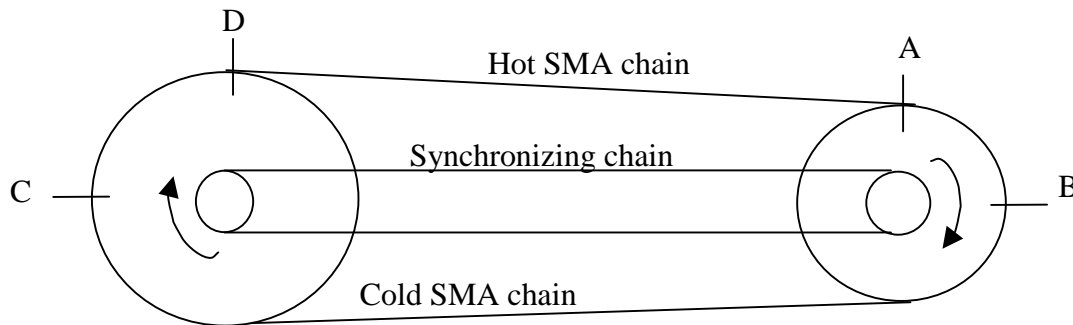 D
A
Hot SMA chain
Synchronizing chain
C
B
Cold SMA chain